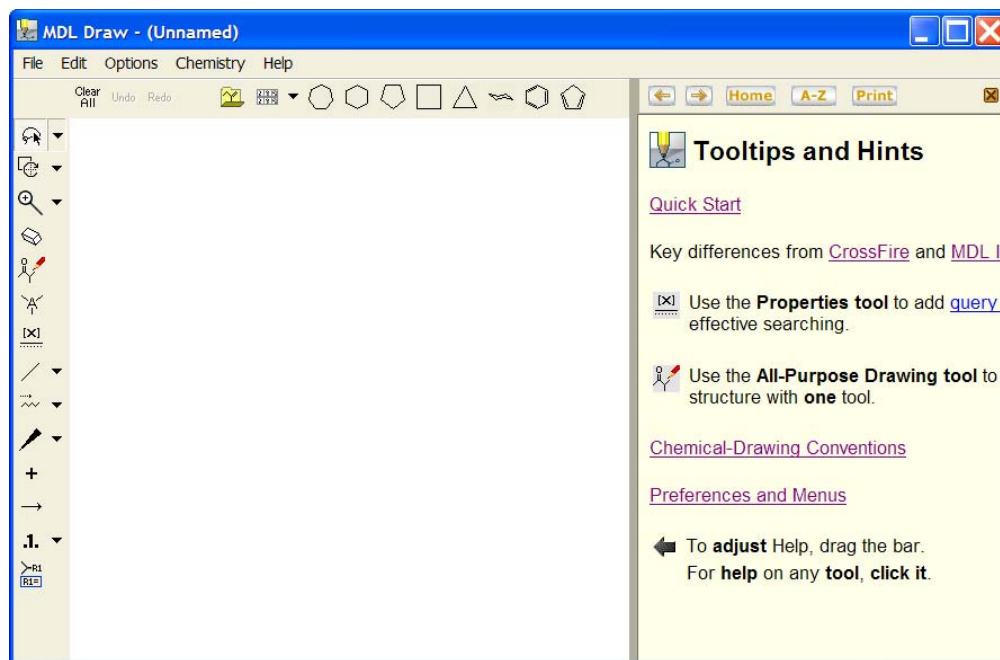 MDL Draw - (Unnamed)
File Edit Options Chemistry Help
Clear All Undo Redo
Home A-Z Print
Tooltips and Hints
Quick Start
Key differences from CrossFire and MDL I
[X] Use the Properties tool to add query
effective searching.
Use the All-Purpose Drawing tool to
structure with one tool.
Chemical-Drawing Conventions
Preferences and Menus
To adjust Help, drag the bar.
For help on any tool, click it.
A
[X]
+
.1.
R1
R1=